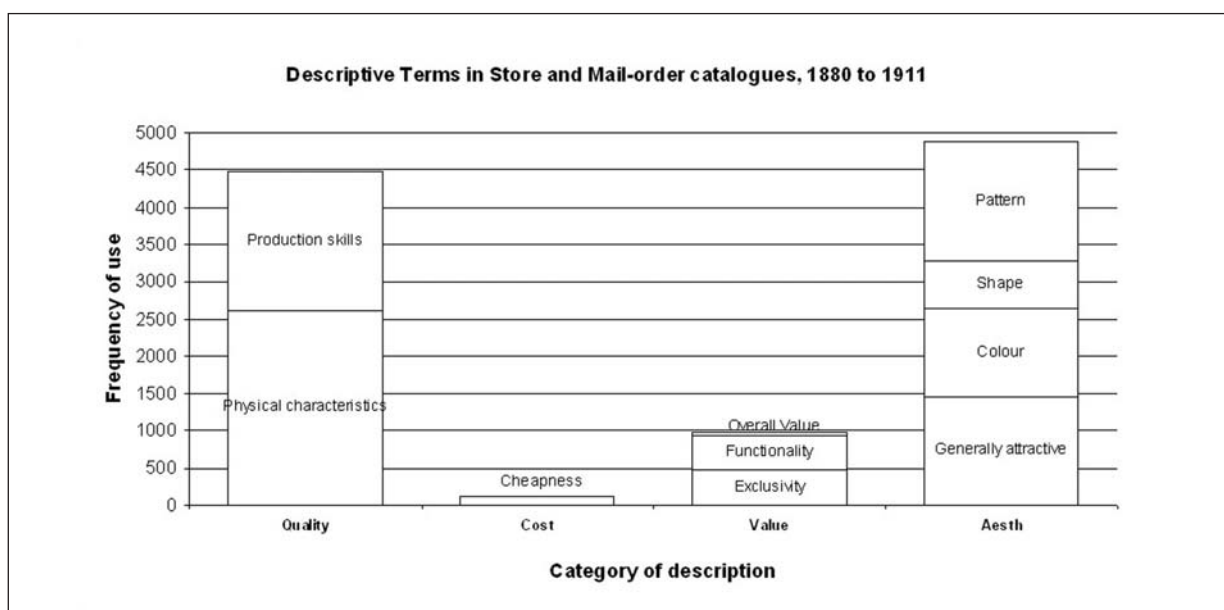 Descriptive Terms in Store and Mail-order catalogues, 1880 to 1911
Frequency of use
5000
4500
4000
3500
3000
2500
2000
1500
1000
500
0
Production skills
Physical characteristics
Cheapness
Overall Value
Functionality
Exclusivity
Pattern
Shape
Colour
Generally attractive
Quality
Cost
Value
Aesth
Category of description